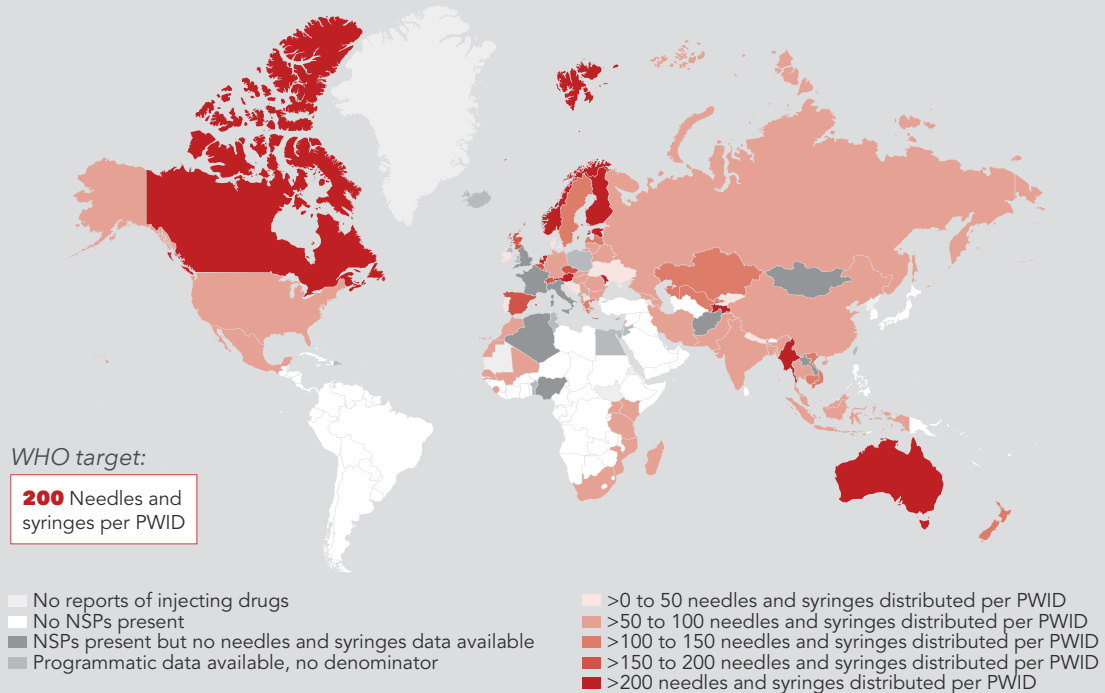 WHO target:
200 Needles and
syringes per PWID
No reports of injecting drugs
No NSPs present
NSPs present but no needles and syringes data available
Programmatic data available, no denominator
>0 to 50 needles and syringes distributed per PWID
>50 to 100 needles and syringes distributed per PWID
>100 to 150 needles and syringes distributed per PWID
>150 to 200 needles and syringes distributed per PWID
>200 needles and syringes distributed per PWID